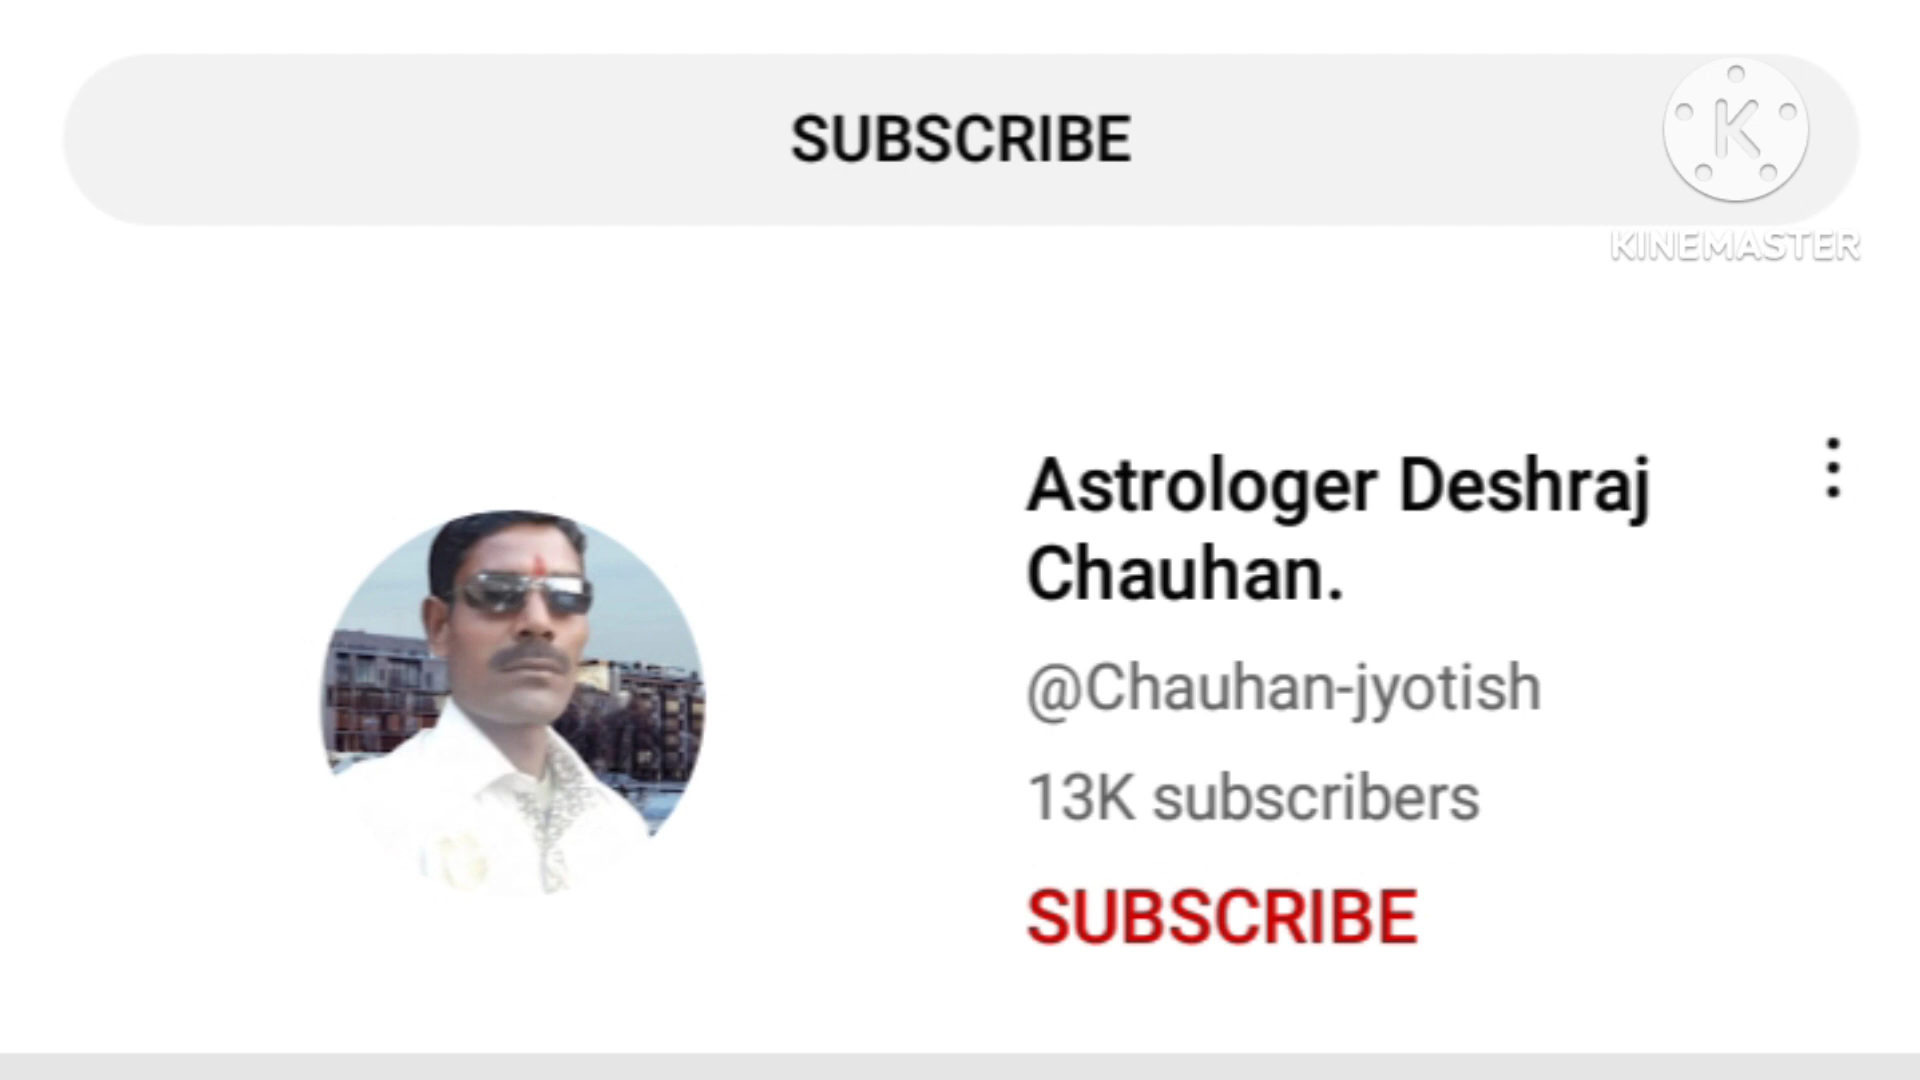 SUBSCRIBE
K
KINEMASTER
Astrologer Deshraj
Chauhan.
@Chauhan-jyotish
13K subscribers
SUBSCRIBE